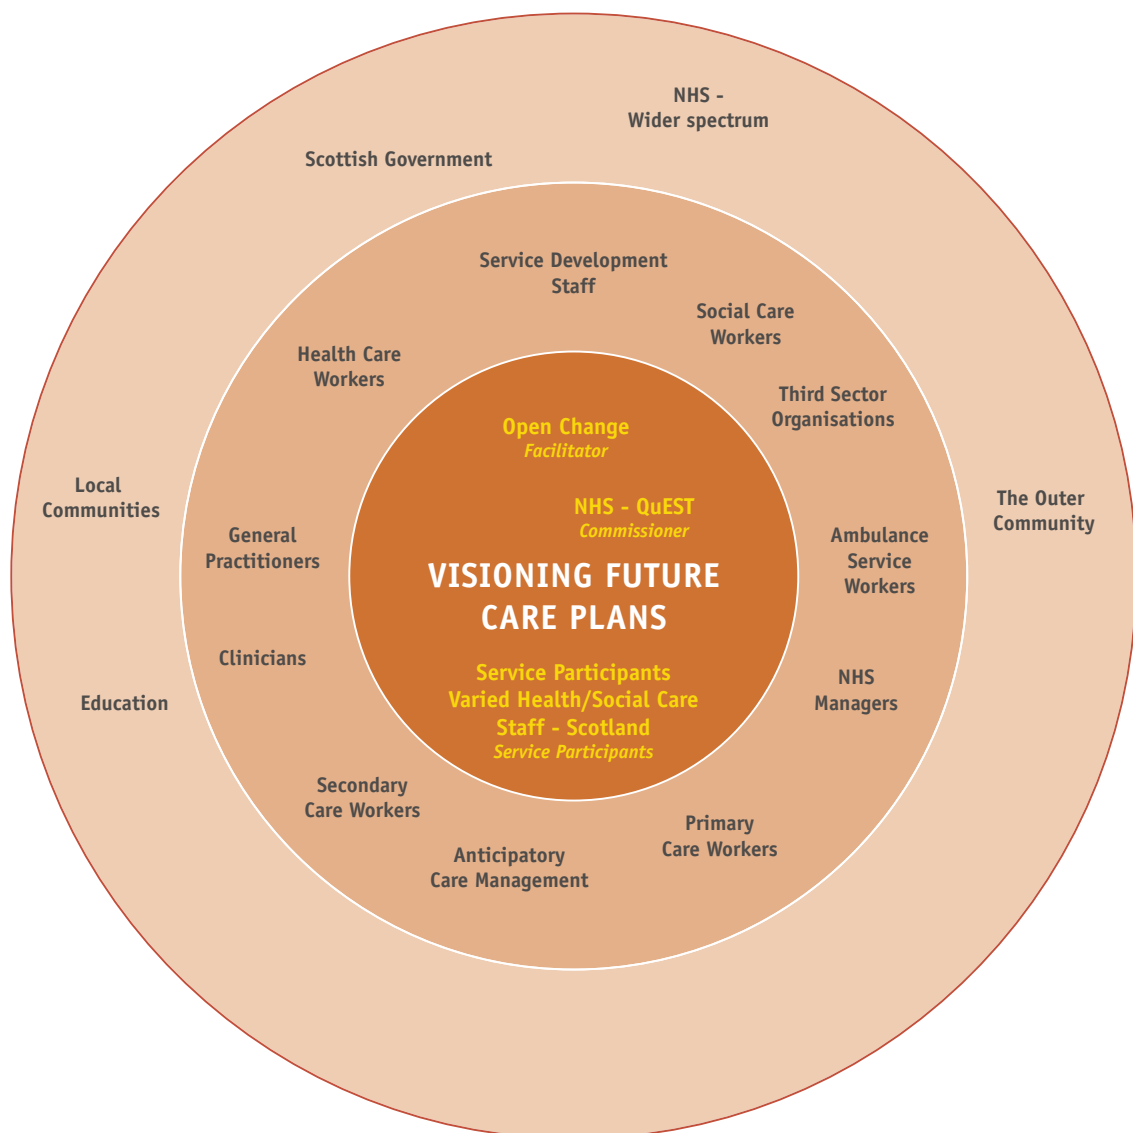 NHS -
Wider spectrum
Scottish Government
Service Development
Staff
Social Care
Workers
Health Care
Workers
Third Sector
Organisations
Open Change
Facilitator
Local
Communities
NHS - QuEST
Commissioner
The Outer
Community
General
Practitioners
Ambulance
Service
Workers
VISIONING FUTURE
CARE PLANS
Clinicians
Service Participants
Varied Health/Social Care
Staff - Scotland
Service Participants
NHS
Managers
Education
Secondary
Care Workers
Primary
Care Workers
Anticipatory
Care Management